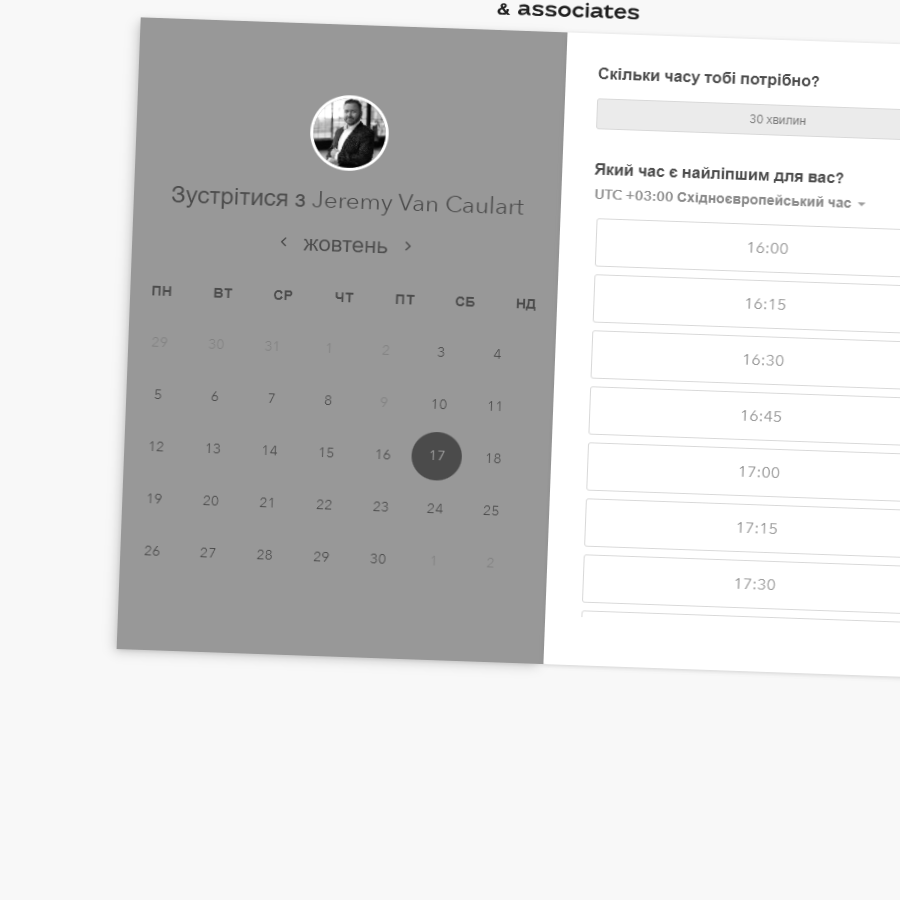 & associates
Зустрітися з Jeremy Van Caulart
жовтень
ПН ВТ СР ЧТ ПТ СБ НД
29 30 31 1 2 3 4
5 6 7 8 9 10 11
12 13 14 15 16 17 18
19 20 21 22 23 24 25
26 27 28 29 30 1 2
Скільки часу тобі потрібно?
30 хвилин
Який час є найліпшим для вас?
UTC +03:00 Східноєвропейський час
16:00
16:15
16:30
16:45
17:00
17:15
17:30